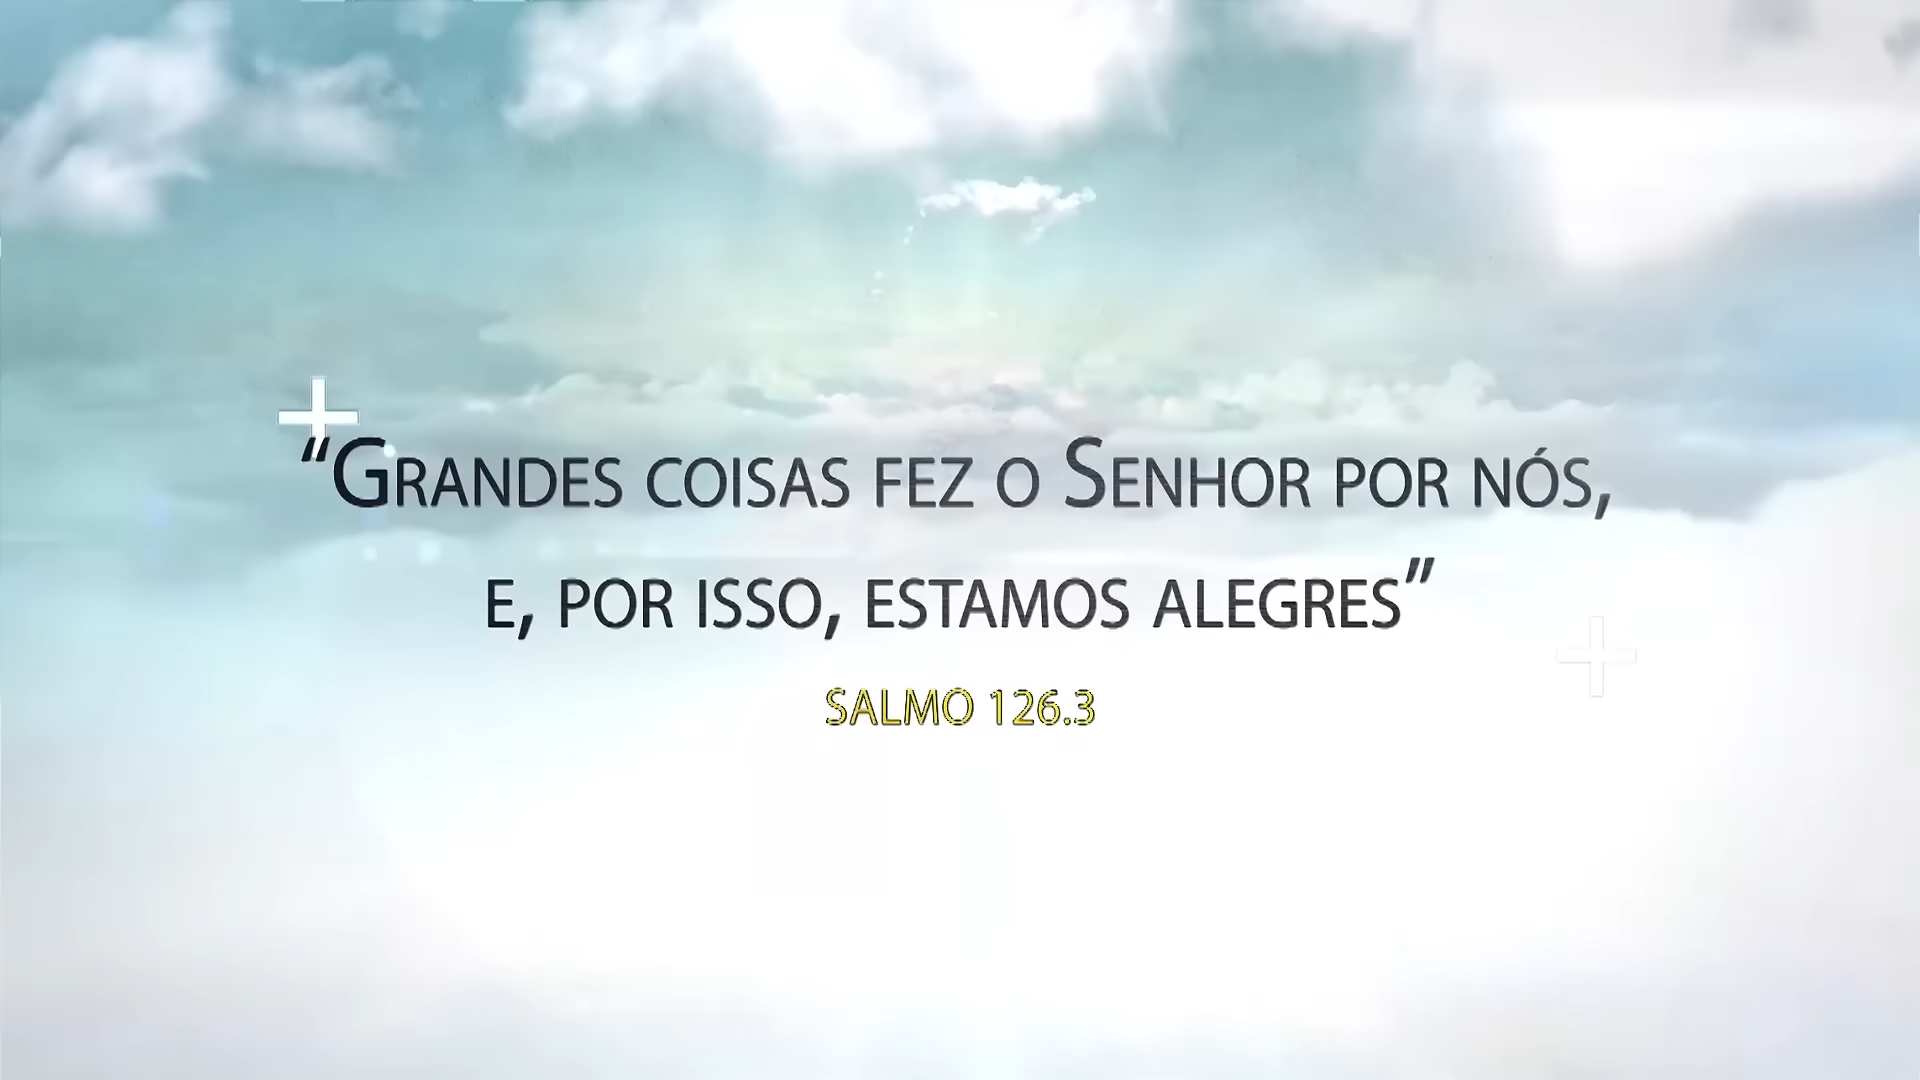 “Grandes coisas fez o Senhor por nós,
e, por isso, estamos alegres”
SALMO 126.3